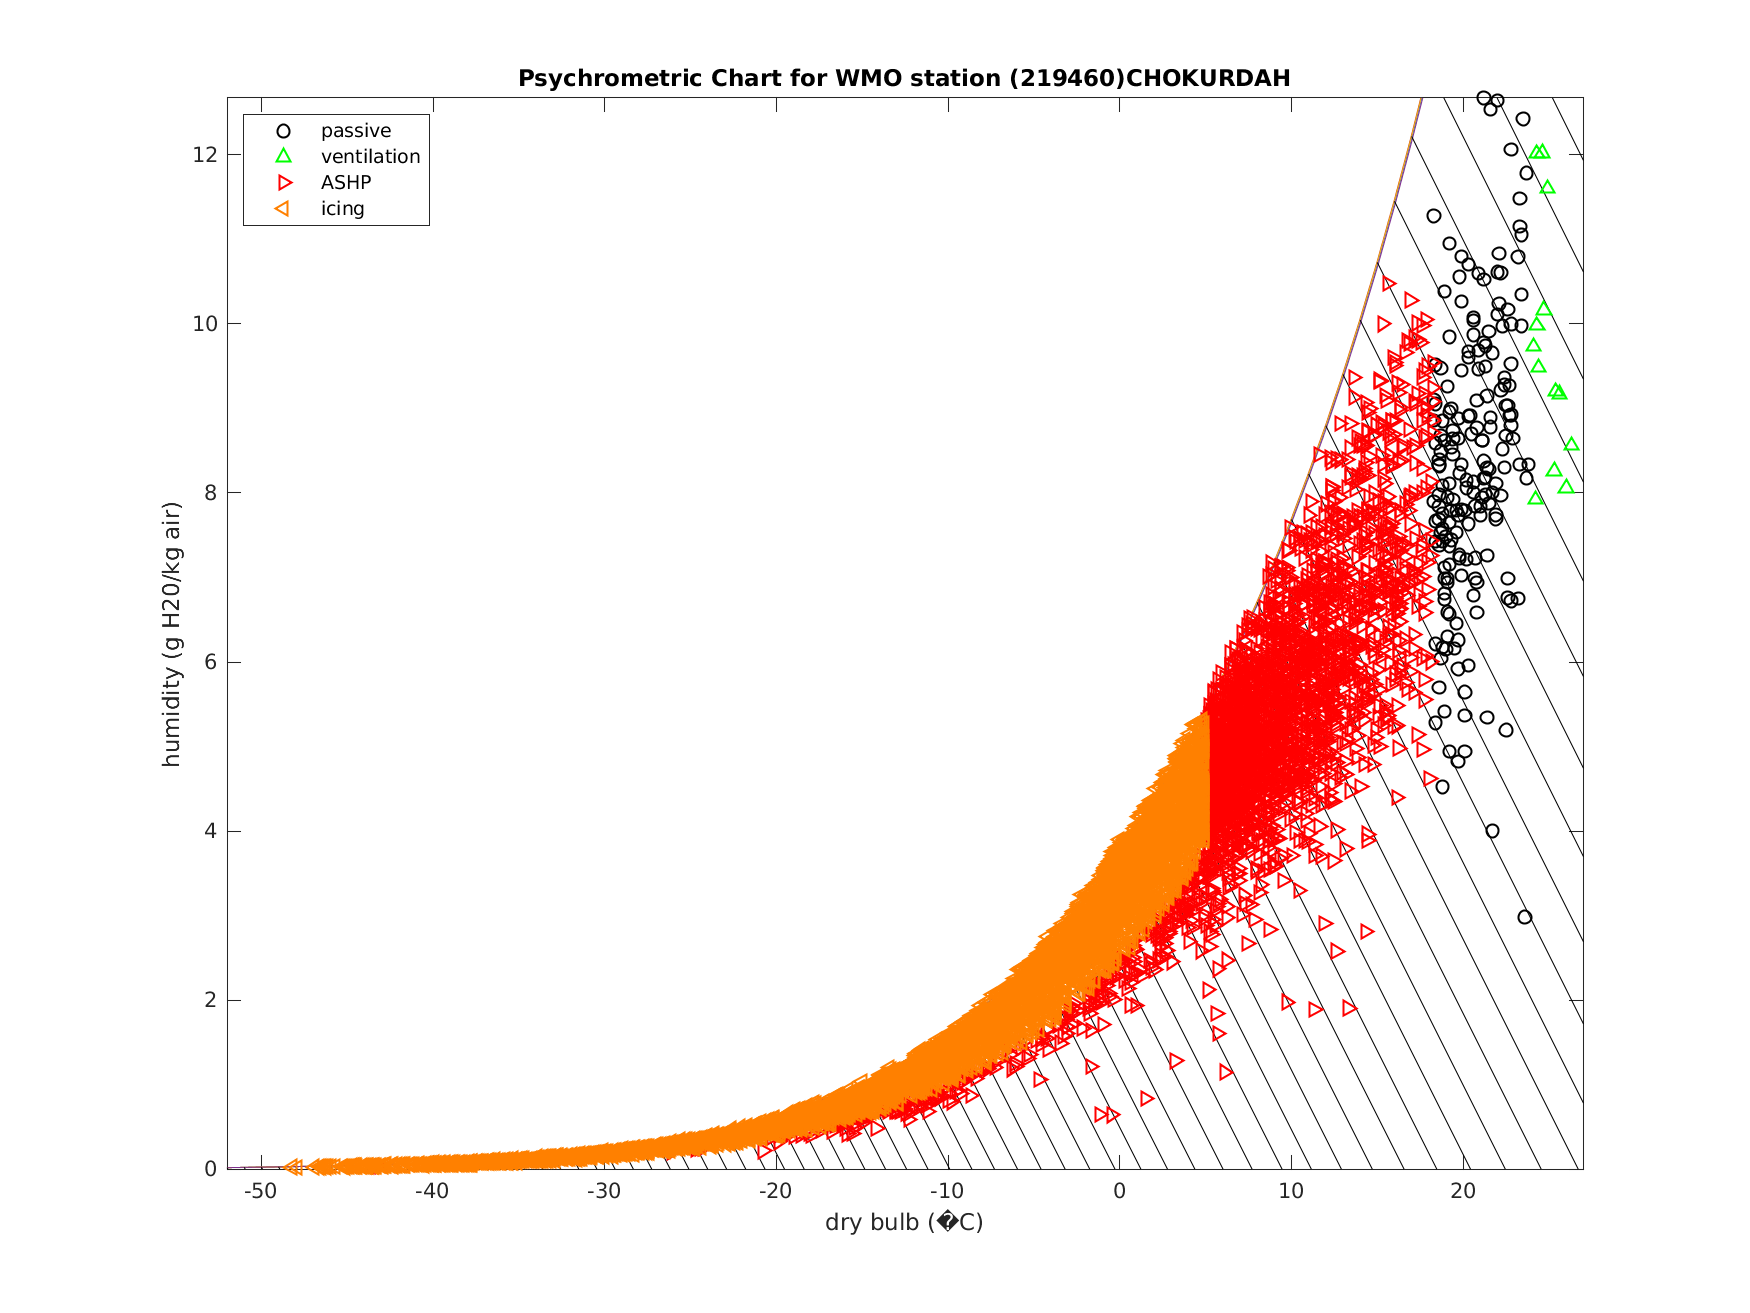 Psychrometric Chart for WMO station (219460)CHOKURDAH
passive
ventilation
ASHP
icing
12
10
8
6
4
2
0
humidity (g H20/kg air)
-50 -40 -30 -20 -10 0 10 20
dry bulb (�C)